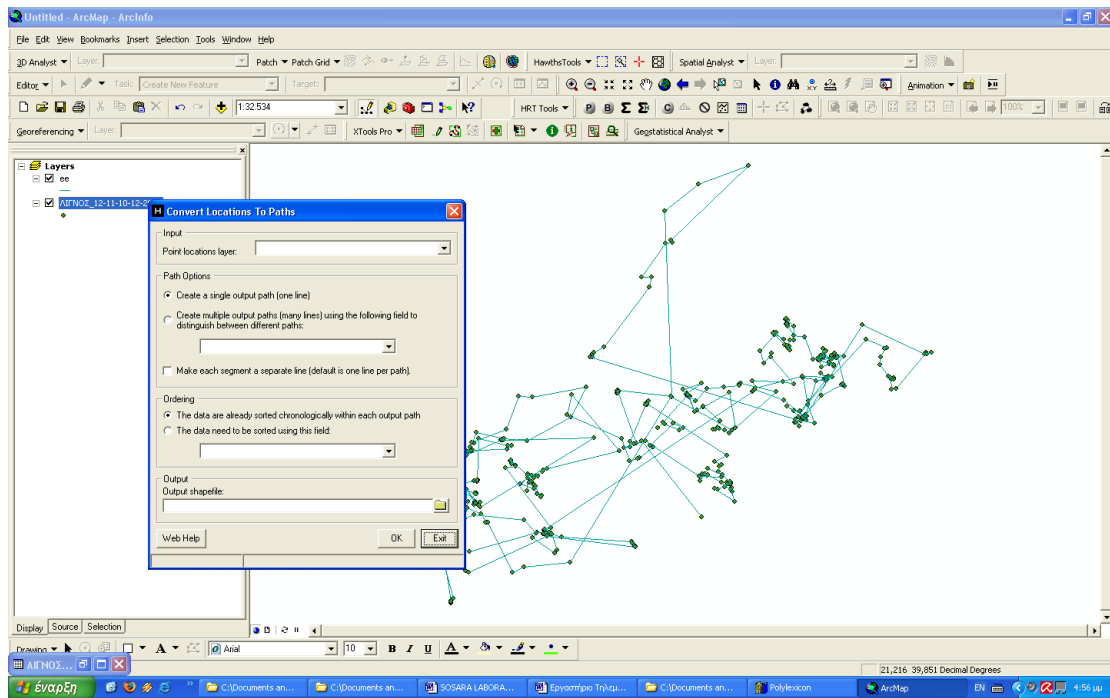 Untitled - ArcMap - ArcInfo
File Edit View Bookmarks Insert Selection Tools Window Help
3D Analyst Layer: Patch Patch Grid HawthsTools Spatial Analyst Layer:
Editor Task: Create New Feature Target: Animation
1:32.534 HRT Tools 100%
Georeferencing Layer: XTools Pro Geostatistical Analyst
Layers
ee
ΛΙΓΝΟΣ_12-11-10-12-2
Convert Locations To Paths
Input
Point locations layer:
Path Options
Create a single output path (one line)
Create multiple output paths (many lines) using the following field to
distinguish between different paths:
Make each segment a separate line (default is one line per path).
Ordering
The data are already sorted chronologically within each output path
The data need to be sorted using this field:
Output
Output shapefile:
Web Help OK Exit
Display Source Selection
Drawing A Arial 10 B I U A
ΛΙΓΝΟΣ...
21,216 39,851 Decimal Degrees
έναρξη C:\Documents an... C:\Documents an... SOSARA LABORA... Εργαστήριο Τηλεμ... C:\Documents an... Polylexicon ArcMap EN 4:56 μμ